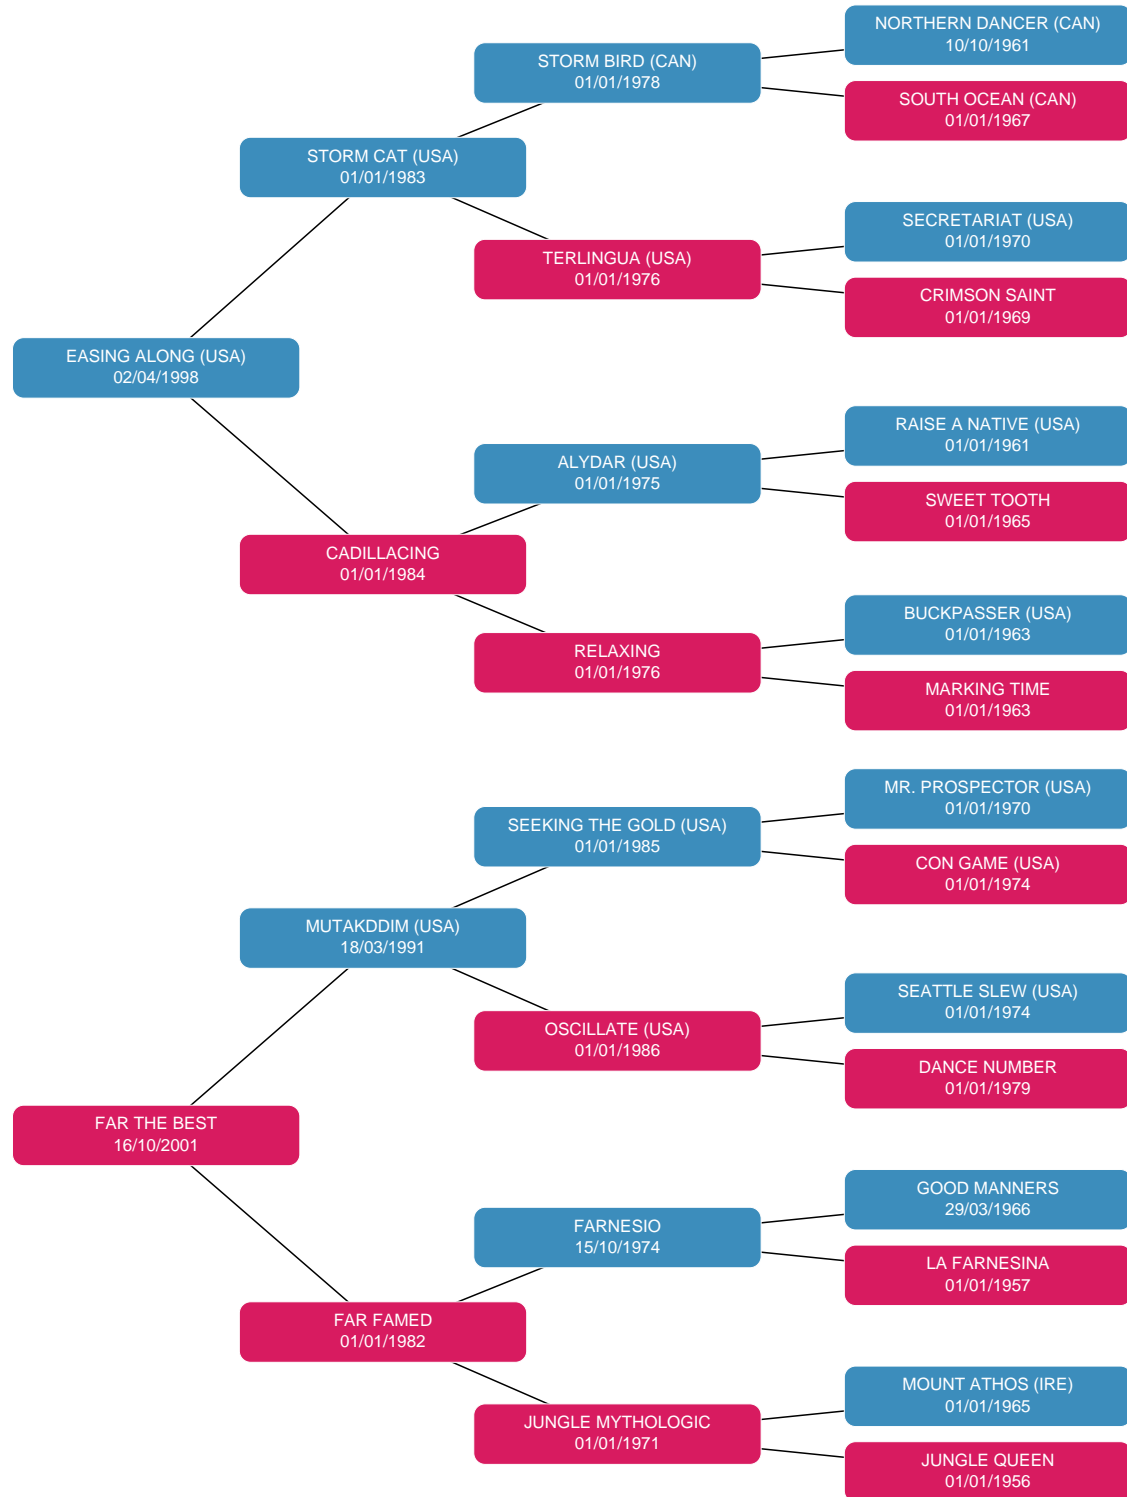 NORTHERN DANCER (CAN)
10/10/1961
STORM BIRD (CAN)
01/01/1978
SOUTH OCEAN (CAN)
01/01/1967
STORM CAT (USA)
01/01/1983
SECRETARIAT (USA)
01/01/1970
TERLINGUA (USA)
01/01/1976
CRIMSON SAINT
01/01/1969
EASING ALONG (USA)
02/04/1998
RAISE A NATIVE (USA)
01/01/1961
ALYDAR (USA)
01/01/1975
SWEET TOOTH
01/01/1965
CADILLACING
01/01/1984
BUCKPASSER (USA)
01/01/1963
RELAXING
01/01/1976
MARKING TIME
01/01/1963
MR. PROSPECTOR (USA)
01/01/1970
SEEKING THE GOLD (USA)
01/01/1985
CON GAME (USA)
01/01/1974
MUTAKDDIM (USA)
18/03/1991
SEATTLE SLEW (USA)
01/01/1974
OSCILLATE (USA)
01/01/1986
DANCE NUMBER
01/01/1979
FAR THE BEST
16/10/2001
GOOD MANNERS
29/03/1966
FARNESIO
15/10/1974
LA FARNESINA
01/01/1957
FAR FAMED
01/01/1982
MOUNT ATHOS (IRE)
01/01/1965
JUNGLE MYTHOLOGIC
01/01/1971
JUNGLE QUEEN
01/01/1956